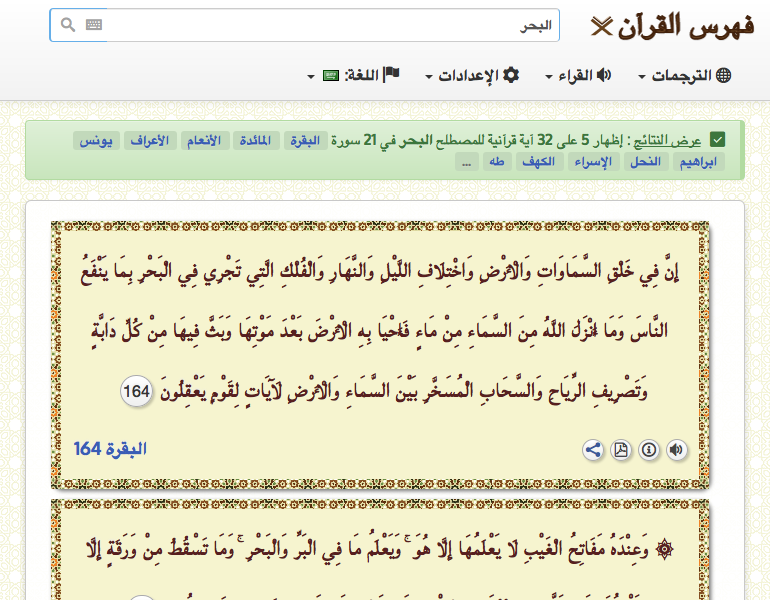 فهرس القرآن
البحر
الترجمات القراء الإعدادات اللغة:
عرض النتائج : إظهار 5 على 32 آية قرآنية للمصطلح البحر في 21 سورة البقرة المائدة الأنعام الأعراف يونس
ابراهيم النحل الإسراء الكهف طه ...
إِنَّ فِي خَلْقِ السَّمَاوَاتِ وَالْأَرْضِ وَاخْتِلَافِ اللَّيْلِ وَالنَّهَارِ وَالْفُلْكِ الَّتِي تَجْرِي فِي الْبَحْرِ بِمَا يَنْفَعُ
النَّاسَ وَمَا أَنْزَلَ اللَّهُ مِنَ السَّمَاءِ مِنْ مَاءٍ فَأَحْيَا بِهِ الْأَرْضَ بَعْدَ مَوْتِهَا وَبَثَّ فِيهَا مِنْ كُلِّ دَابَّةٍ
وَتَصْرِيفِ الرِّيَاحِ وَالسَّحَابِ الْمُسَخَّرِ بَيْنَ السَّمَاءِ وَالْأَرْضِ لَآيَاتٍ لِقَوْمٍ يَعْقِلُونَ 164
البقرة 164
۞ وَعِنْدَهُ مَفَاتِحُ الْغَيْبِ لَا يَعْلَمُهَا إِلَّا هُوَ ۚ وَيَعْلَمُ مَا فِي الْبَرِّ وَالْبَحْرِ ۚ وَمَا تَسْقُطُ مِنْ وَرَقَةٍ إِلَّا